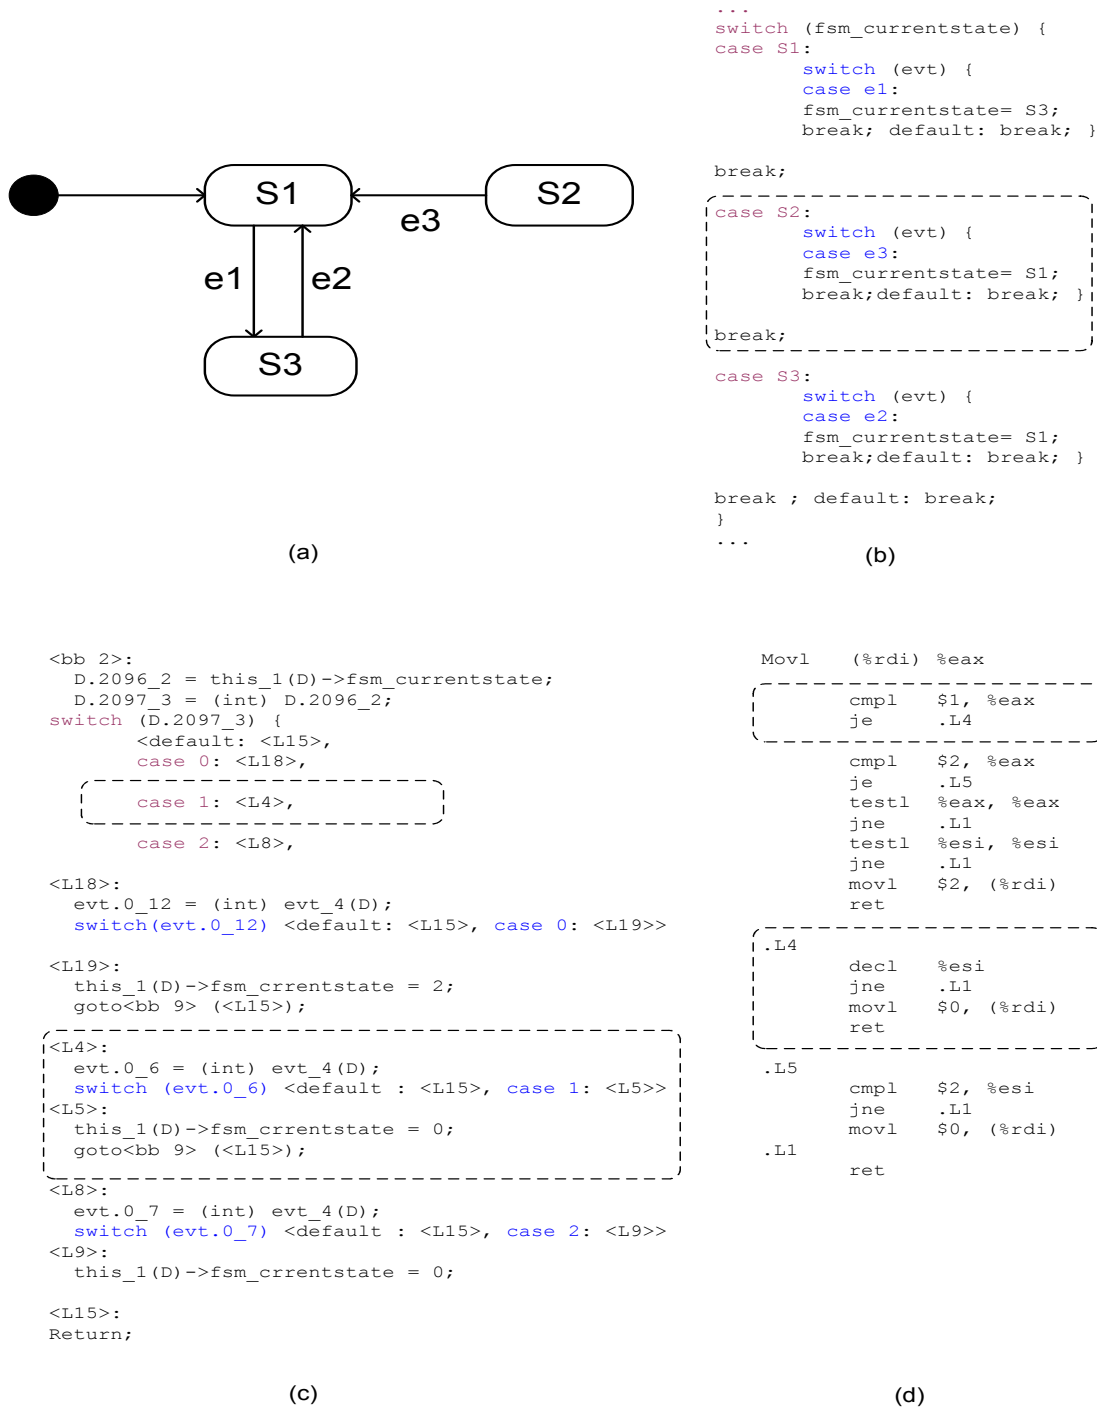 S1
S2
e3
e1
e2
S3
(a)
...
switch (fsm_currentstate) {
case S1:
switch (evt) {
case e1:
fsm_currentstate= S3;
break; default: break; }
break;
case S2:
switch (evt) {
case e3:
fsm_currentstate= S1;
break;default: break; }
break;
case S3:
switch (evt) {
case e2:
fsm_currentstate= S1;
break;default: break; }
break ; default: break;
}
...
(b)
<bb 2>:
D.2096_2 = this_1(D)->fsm_currentstate;
D.2097_3 = (int) D.2096_2;
switch (D.2097_3) {
<default: <L15>,
case 0: <L18>,
case 1: <L4>,
case 2: <L8>,
<L18>:
evt.0_12 = (int) evt_4(D);
switch(evt.0_12) <default: <L15>, case 0: <L19>>
<L19>:
this_1(D)->fsm_crrentstate = 2;
goto<bb 9> (<L15>);
<L4>:
evt.0_6 = (int) evt_4(D);
switch (evt.0_6) <default : <L15>, case 1: <L5>>
<L5>:
this_1(D)->fsm_crrentstate = 0;
goto<bb 9> (<L15>);
<L8>:
evt.0_7 = (int) evt_4(D);
switch (evt.0_7) <default : <L15>, case 2: <L9>>
<L9>:
this_1(D)->fsm_crrentstate = 0;
<L15>:
Return;
(c)
Movl (%rdi) %eax
cmpl $1, %eax
je .L4
cmpl $2, %eax
je .L5
testl %eax, %eax
jne .L1
testl %esi, %esi
jne .L1
movl $2, (%rdi)
ret
.L4
decl %esi
jne .L1
movl $0, (%rdi)
ret
.L5
cmpl $2, %esi
jne .L1
movl $0, (%rdi)
.L1
ret
(d)